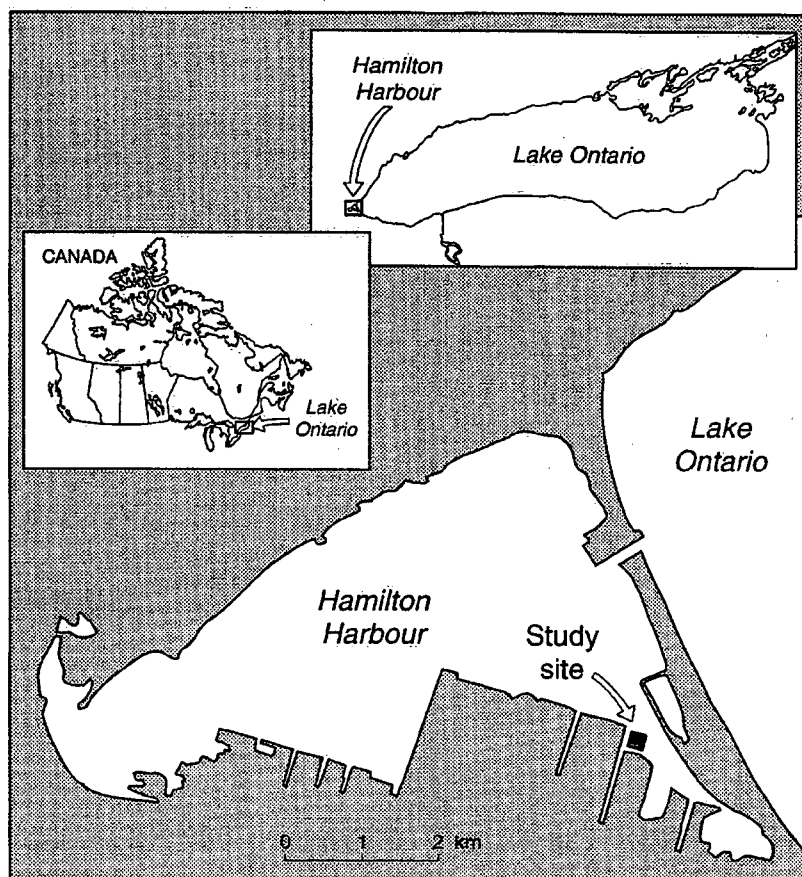 Hamilton
Harbour
Lake Ontario
CANADA
Lake
Ontario
Lake
Ontario
Hamilton
Harbour
Study
site
0 1 2 km